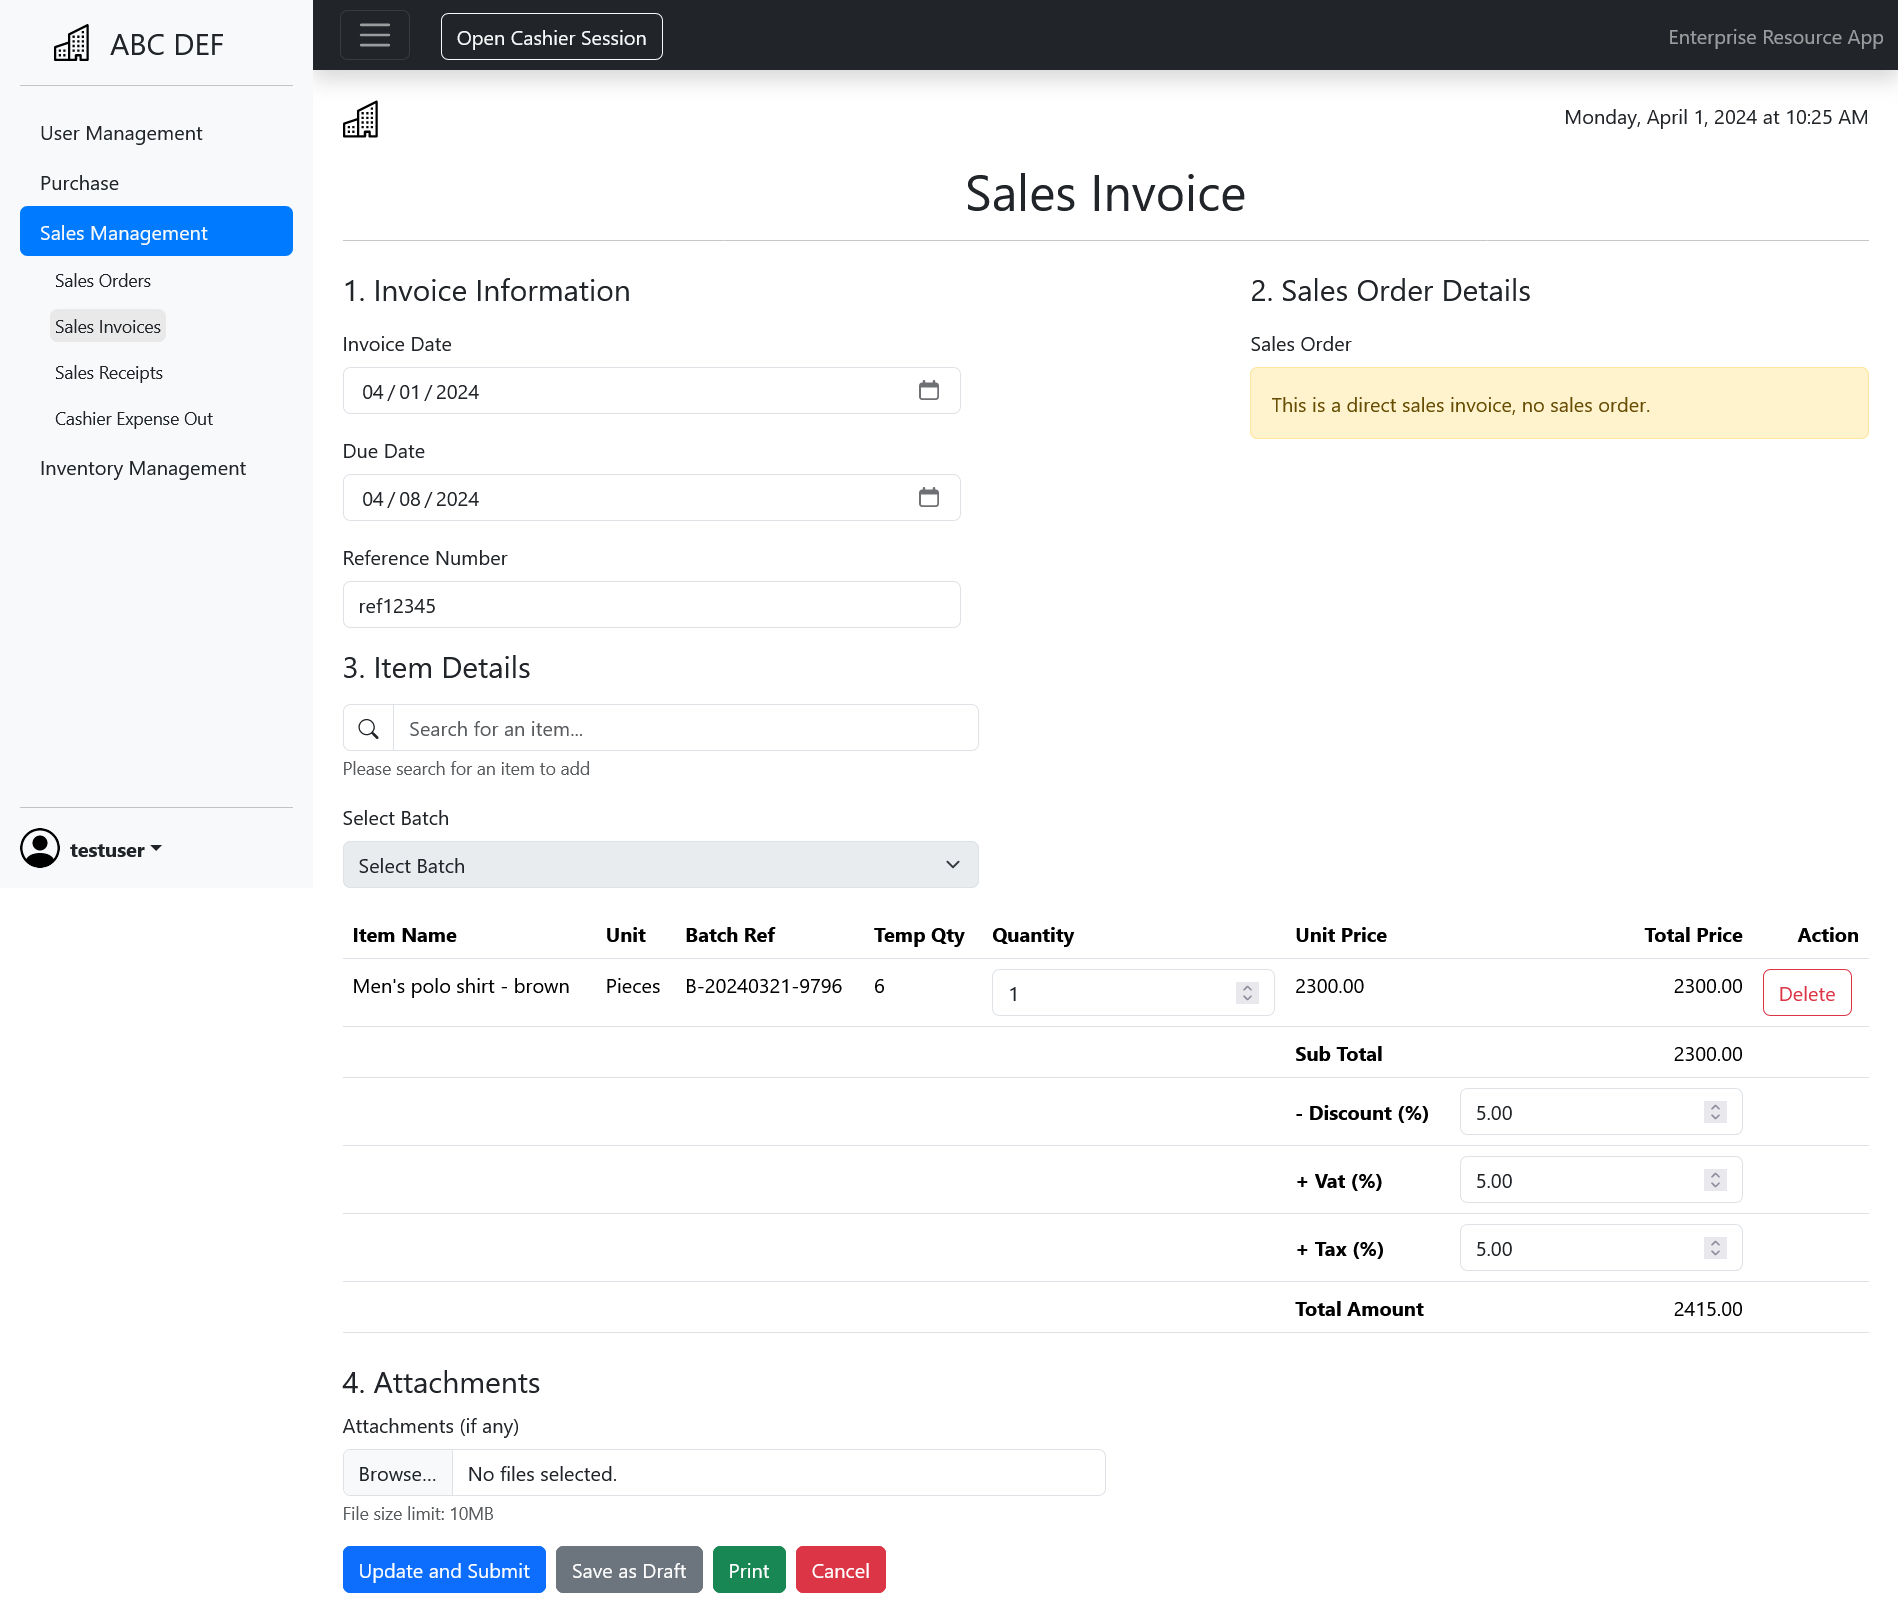 ABC DEF
User Management
Purchase
Sales Management
Sales Orders
Sales Invoices
Sales Receipts
Cashier Expense Out
Inventory Management
testuser
Open Cashier Session
Enterprise Resource App
Monday, April 1, 2024 at 10:25 AM
Sales Invoice
1. Invoice Information
Invoice Date
04 / 01 / 2024
Due Date
04 / 08 / 2024
Reference Number
ref12345
2. Sales Order Details
Sales Order
This is a direct sales invoice, no sales order.
3. Item Details
Search for an item...
Please search for an item to add
Select Batch
Select Batch
Item Name Unit Batch Ref Temp Qty Quantity Unit Price Total Price Action
Men's polo shirt - brown Pieces B-20240321-9796 6 1 2300.00 2300.00 Delete
Sub Total 2300.00
- Discount (%) 5.00
+ Vat (%) 5.00
+ Tax (%) 5.00
Total Amount 2415.00
4. Attachments
Attachments (if any)
Browse... No files selected.
File size limit: 10MB
Update and Submit Save as Draft Print Cancel